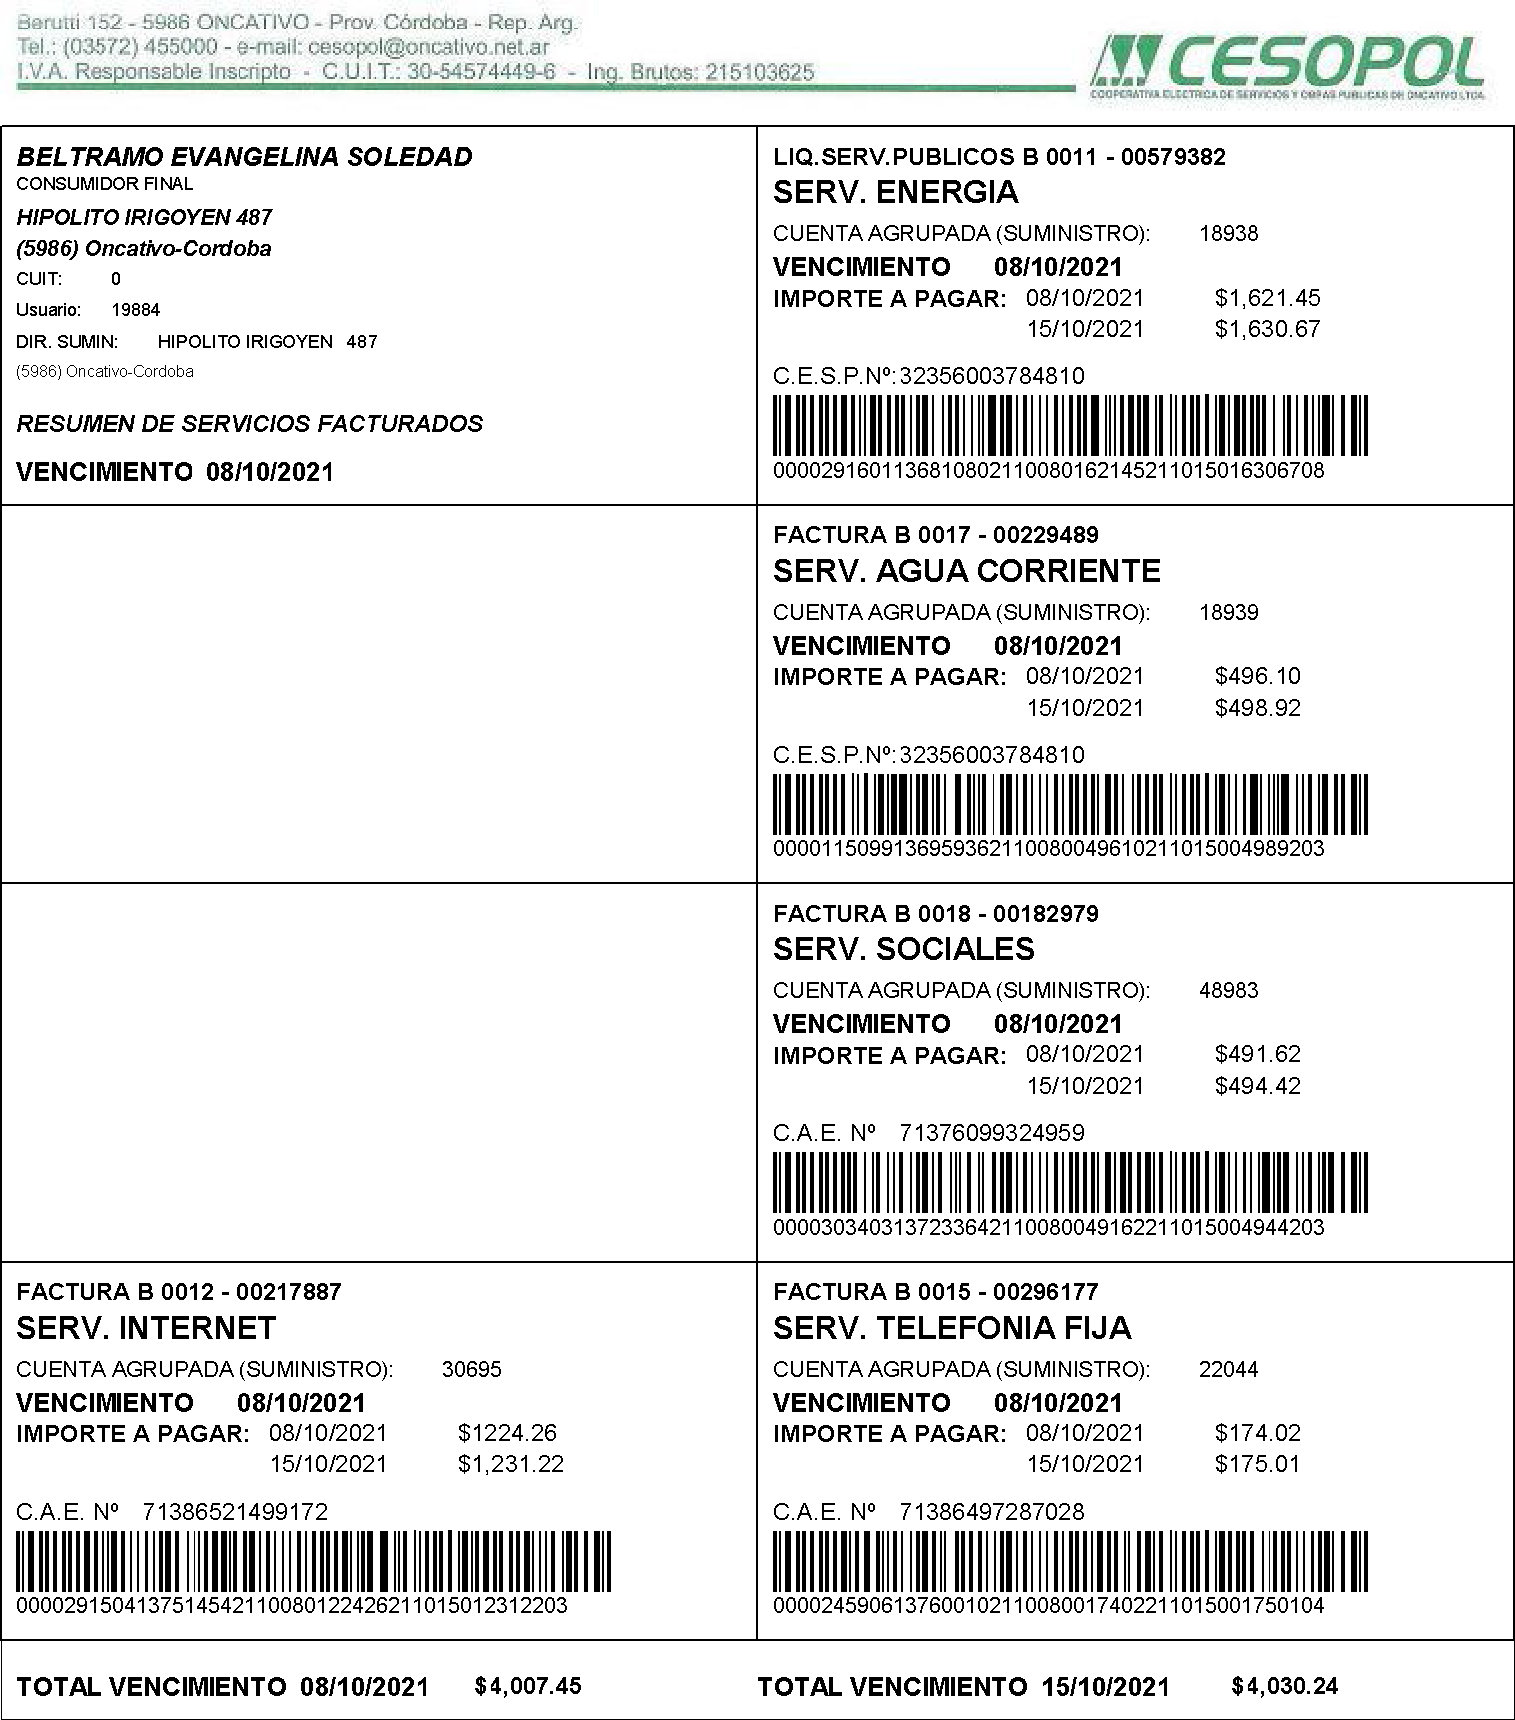 Berutti 152 - 5986 ONCATIVO - Prov. Córdoba - Rep. Arg.
Tel.: (03572) 455000 - e-mail: cesopol@oncativo.net.ar
I.V.A. Responsable Inscripto - C.U.I.T.: 30-54574449-6 - Ing. Brutos: 215103625
CESOPOL
COOPERATIVA ELECTRICA DE SERVICIOS Y OBRAS PUBLICAS DE ONCATIVO LTDA.
BELTRAMO EVANGELINA SOLEDAD
CONSUMIDOR FINAL
HIPOLITO IRIGOYEN 487
(5986) Oncativo-Cordoba
CUIT: 0
Usuario: 19884
DIR. SUMIN: HIPOLITO IRIGOYEN 487
(5986) Oncativo-Cordoba
RESUMEN DE SERVICIOS FACTURADOS
VENCIMIENTO 08/10/2021
LIQ.SERV.PUBLICOS B 0011 - 00579382
SERV. ENERGIA
CUENTA AGRUPADA (SUMINISTRO): 18938
VENCIMIENTO 08/10/2021
IMPORTE A PAGAR: 08/10/2021 $1,621.45
15/10/2021 $1,630.67
C.E.S.P.Nº: 32356003784810
00002916011368108021100801621452110150163067​08
FACTURA B 0017 - 00229489
SERV. AGUA CORRIENTE
CUENTA AGRUPADA (SUMINISTRO): 18939
VENCIMIENTO 08/10/2021
IMPORTE A PAGAR: 08/10/2021 $496.10
15/10/2021 $498.92
C.E.S.P.Nº: 32356003784810
0000115099136959362110080049610211015004989203
FACTURA B 0018 - 00182979
SERV. SOCIALES
CUENTA AGRUPADA (SUMINISTRO): 48983
VENCIMIENTO 08/10/2021
IMPORTE A PAGAR: 08/10/2021 $491.62
15/10/2021 $494.42
C.A.E. Nº 71376099324959
0000303403137233642110080049162211015004944203
FACTURA B 0012 - 00217887
SERV. INTERNET
CUENTA AGRUPADA (SUMINISTRO): 30695
VENCIMIENTO 08/10/2021
IMPORTE A PAGAR: 08/10/2021 $1224.26
15/10/2021 $1,231.22
C.A.E. Nº 71386521499172
0000291504137514542110080122426211015012312203
FACTURA B 0015 - 00296177
SERV. TELEFONIA FIJA
CUENTA AGRUPADA (SUMINISTRO): 22044
VENCIMIENTO 08/10/2021
IMPORTE A PAGAR: 08/10/2021 $174.02
15/10/2021 $175.01
C.A.E. Nº 71386497287028
0000245906137600102110080017402211015001750104
TOTAL VENCIMIENTO 08/10/2021 $4,007.45
TOTAL VENCIMIENTO 15/10/2021 $4,030.24